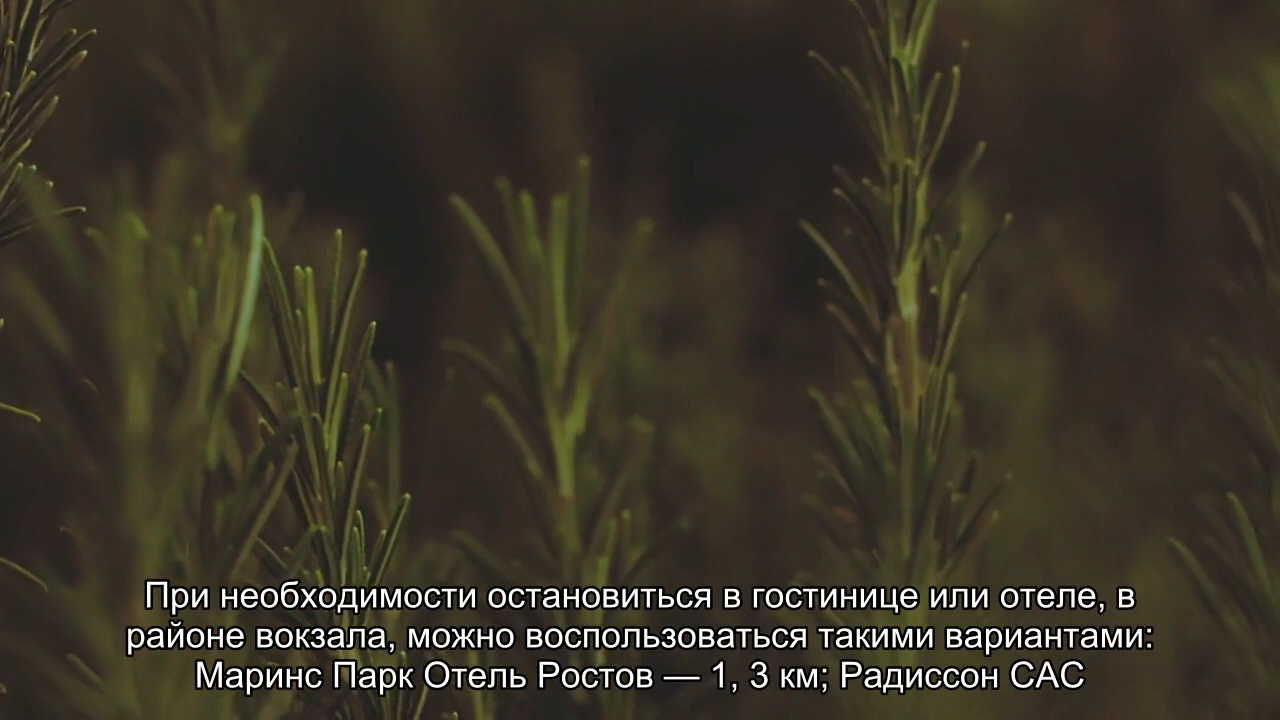 При необходимости остановиться в гостинице или отеле, в
районе вокзала, можно воспользоваться такими вариантами:
Маринс Парк Отель Ростов — 1, 3 км; Радиссон САС